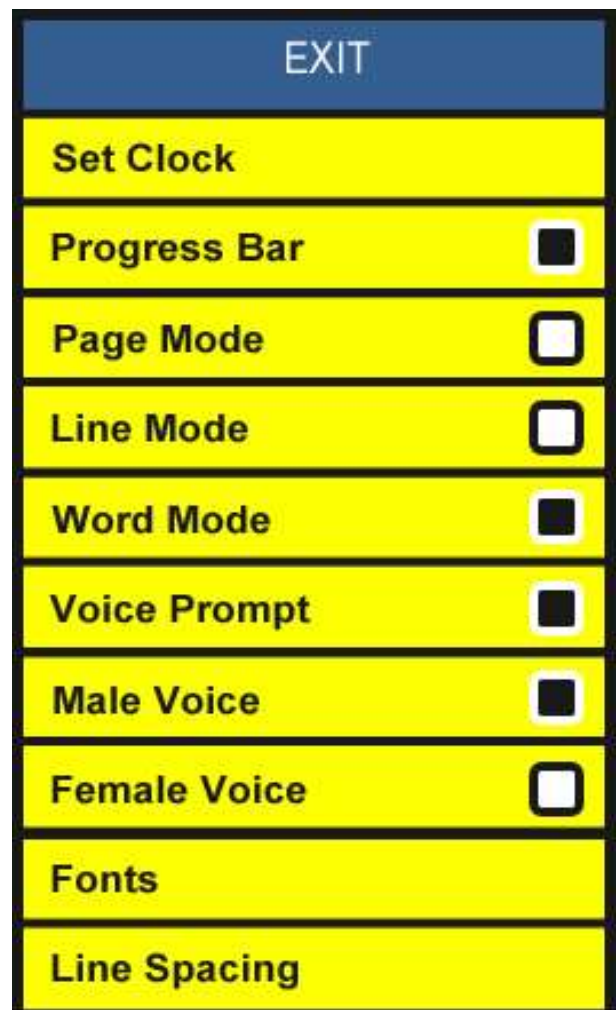 EXIT
Set Clock
Progress Bar
Page Mode
Line Mode
Word Mode
Voice Prompt
Male Voice
Female Voice
Fonts
Line Spacing